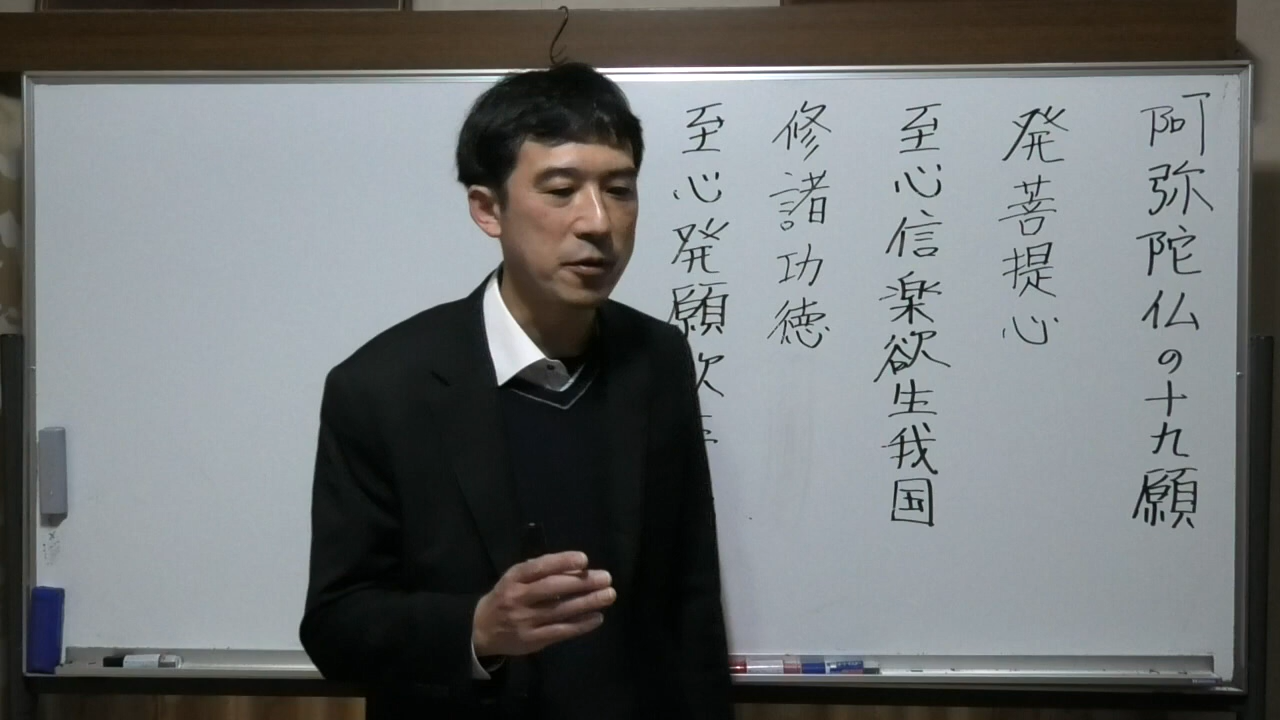 阿弥陀仏の十九願
発菩提心
至心信楽欲生我国
修諸功徳
至心発願欲